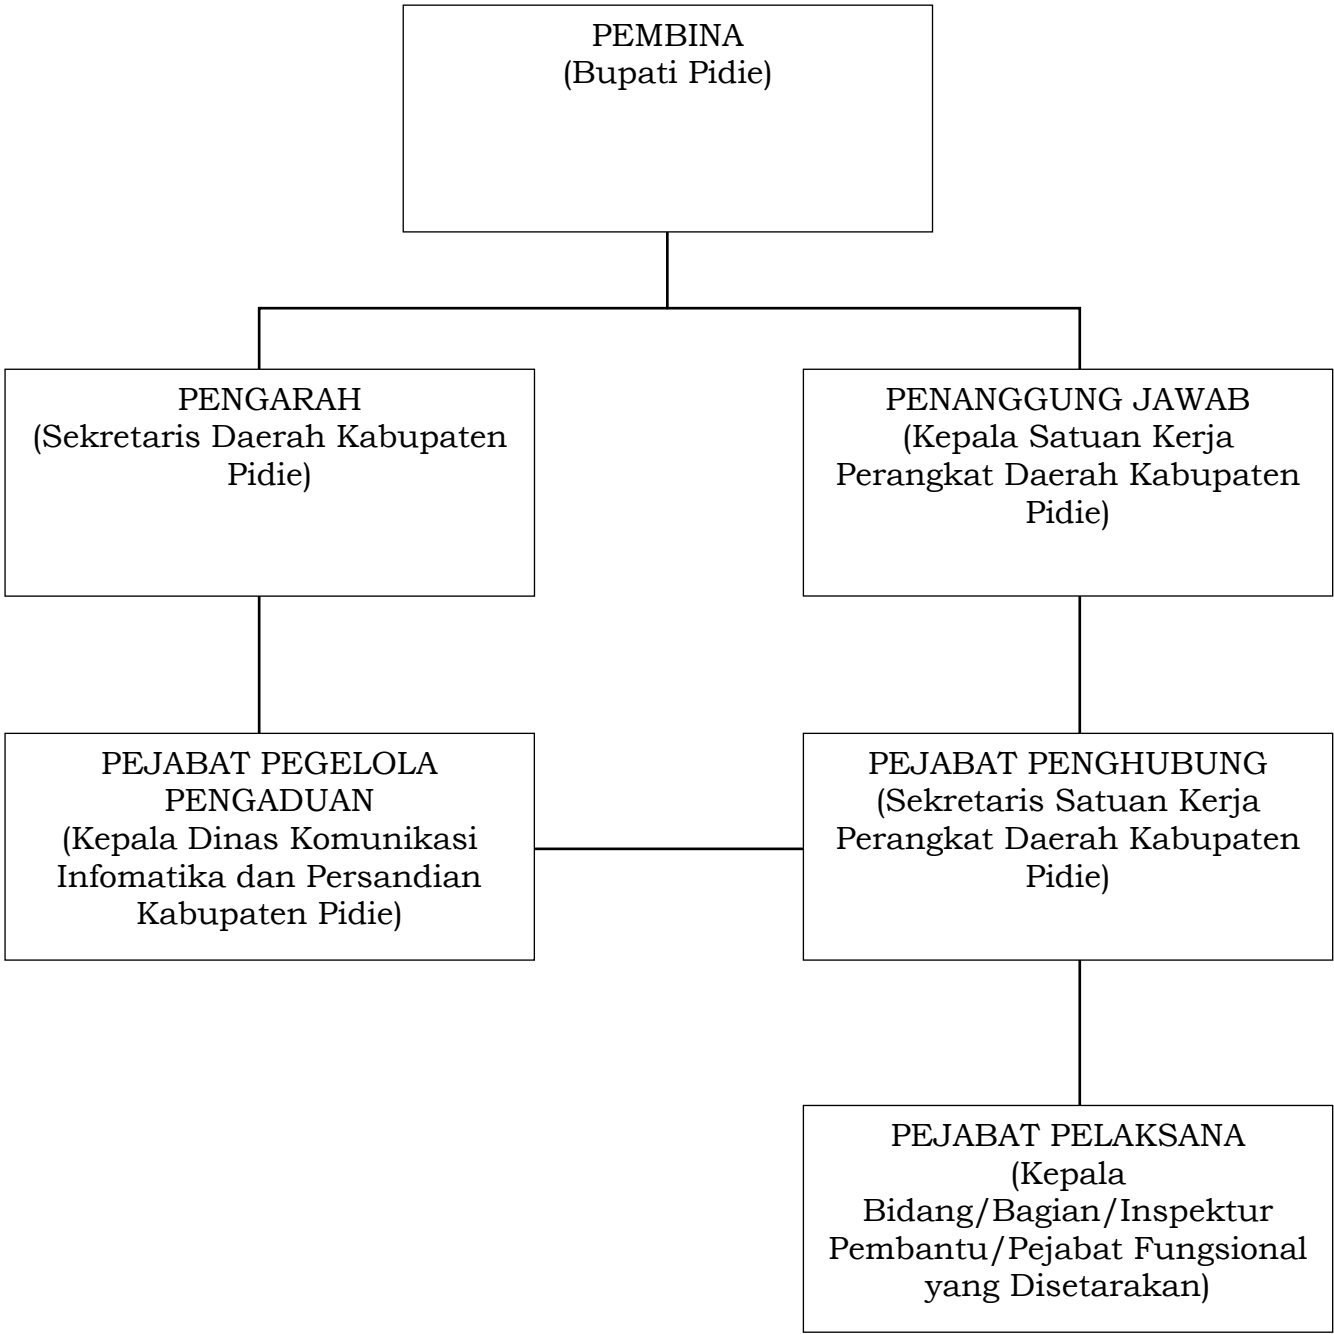 PEMBINA
(Bupati Pidie)
PENGARAH
(Sekretaris Daerah Kabupaten
Pidie)
PENANGGUNG JAWAB
(Kepala Satuan Kerja
Perangkat Daerah Kabupaten
Pidie)
PEJABAT PEGELOLA
PENGADUAN
(Kepala Dinas Komunikasi
Infomatika dan Persandian
Kabupaten Pidie)
PEJABAT PENGHUBUNG
(Sekretaris Satuan Kerja
Perangkat Daerah Kabupaten
Pidie)
PEJABAT PELAKSANA
(Kepala
Bidang/Bagian/Inspektur
Pembantu/Pejabat Fungsional
yang Disetarakan)